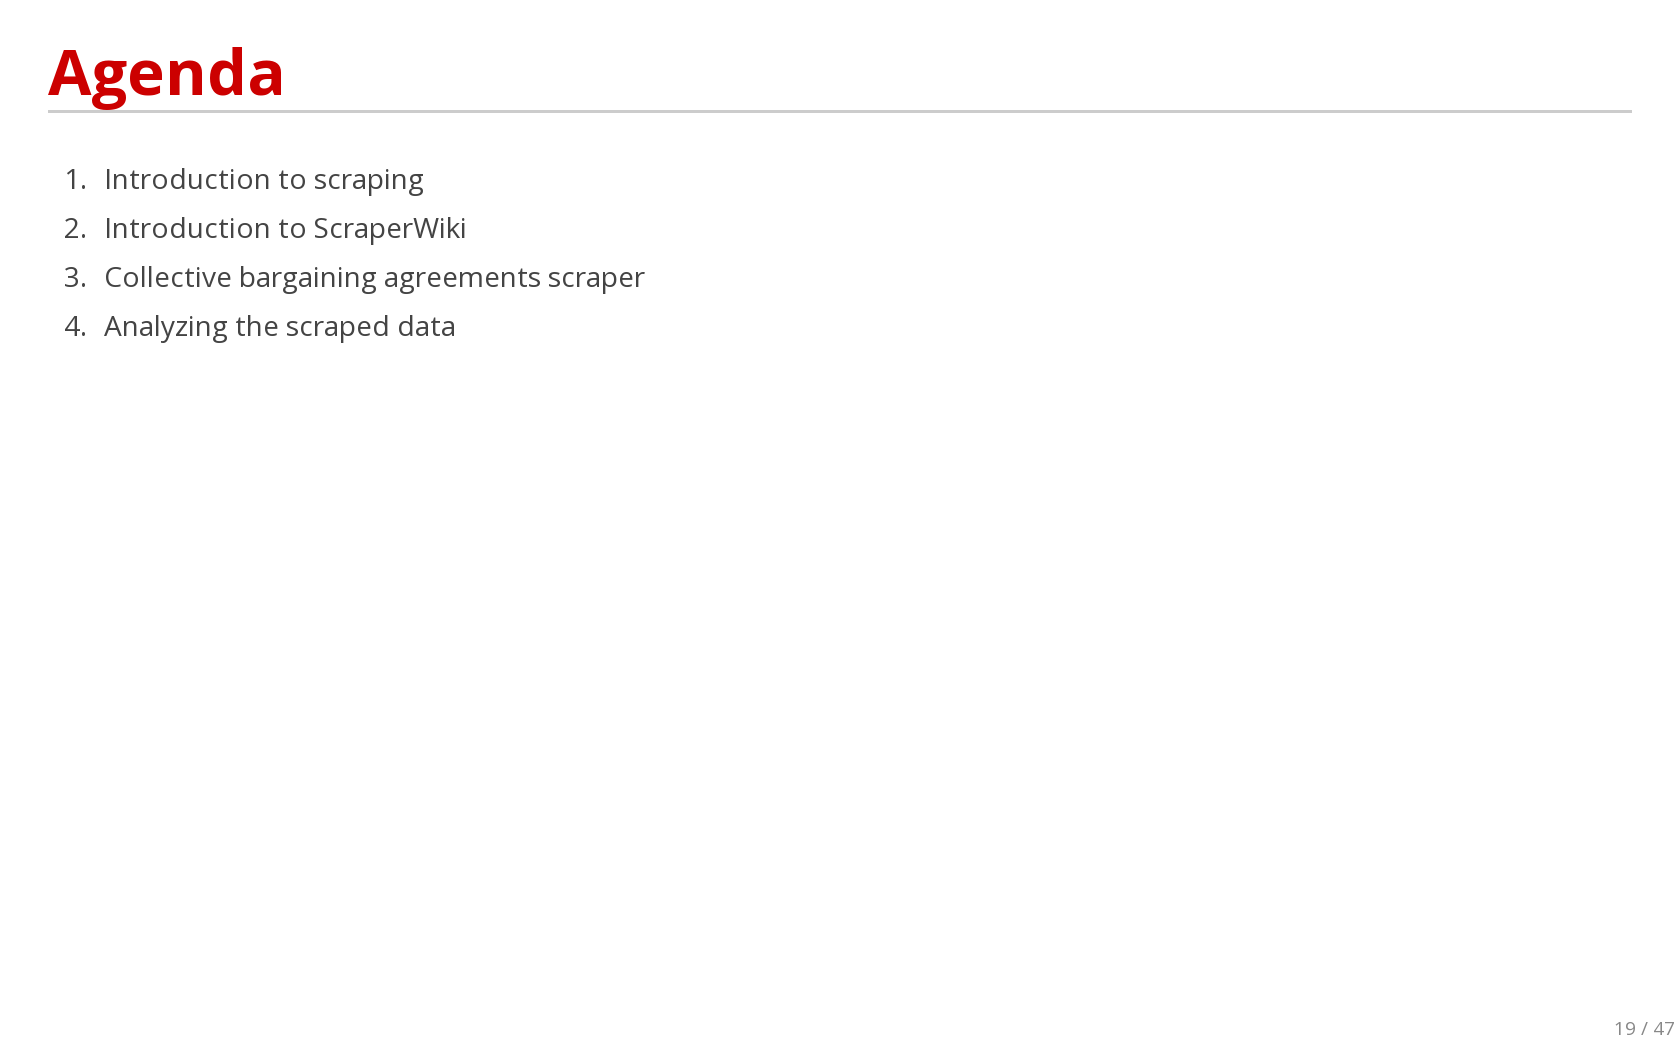 Agenda
1. Introduction to scraping
2. Introduction to ScraperWiki
3. Collective bargaining agreements scraper
4. Analyzing the scraped data
19 / 47